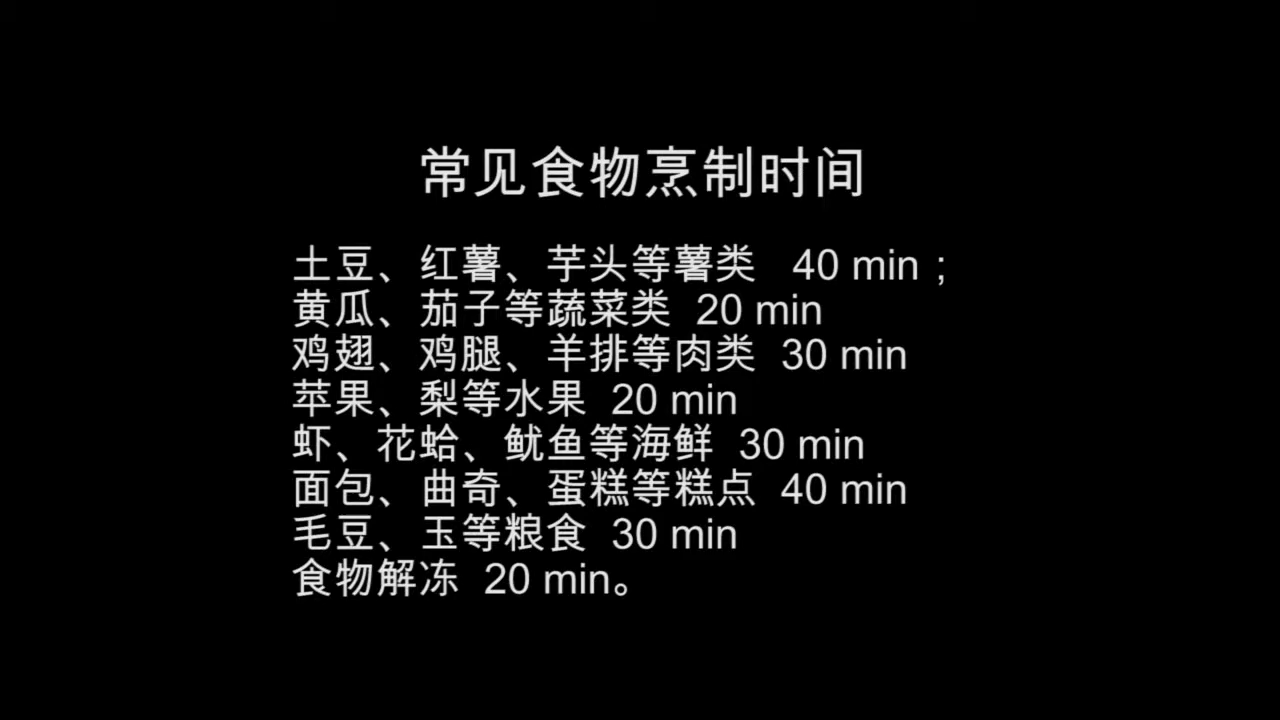 常见食物烹制时间
土豆、红薯、芋头等薯类 40 min；
黄瓜、茄子等蔬菜类 20 min
鸡翅、鸡腿、羊排等肉类 30 min
苹果、梨等水果 20 min
虾、花蛤、鱿鱼等海鲜 30 min
面包、曲奇、蛋糕等糕点 40 min
毛豆、玉等粮食 30 min
食物解冻 20 min。